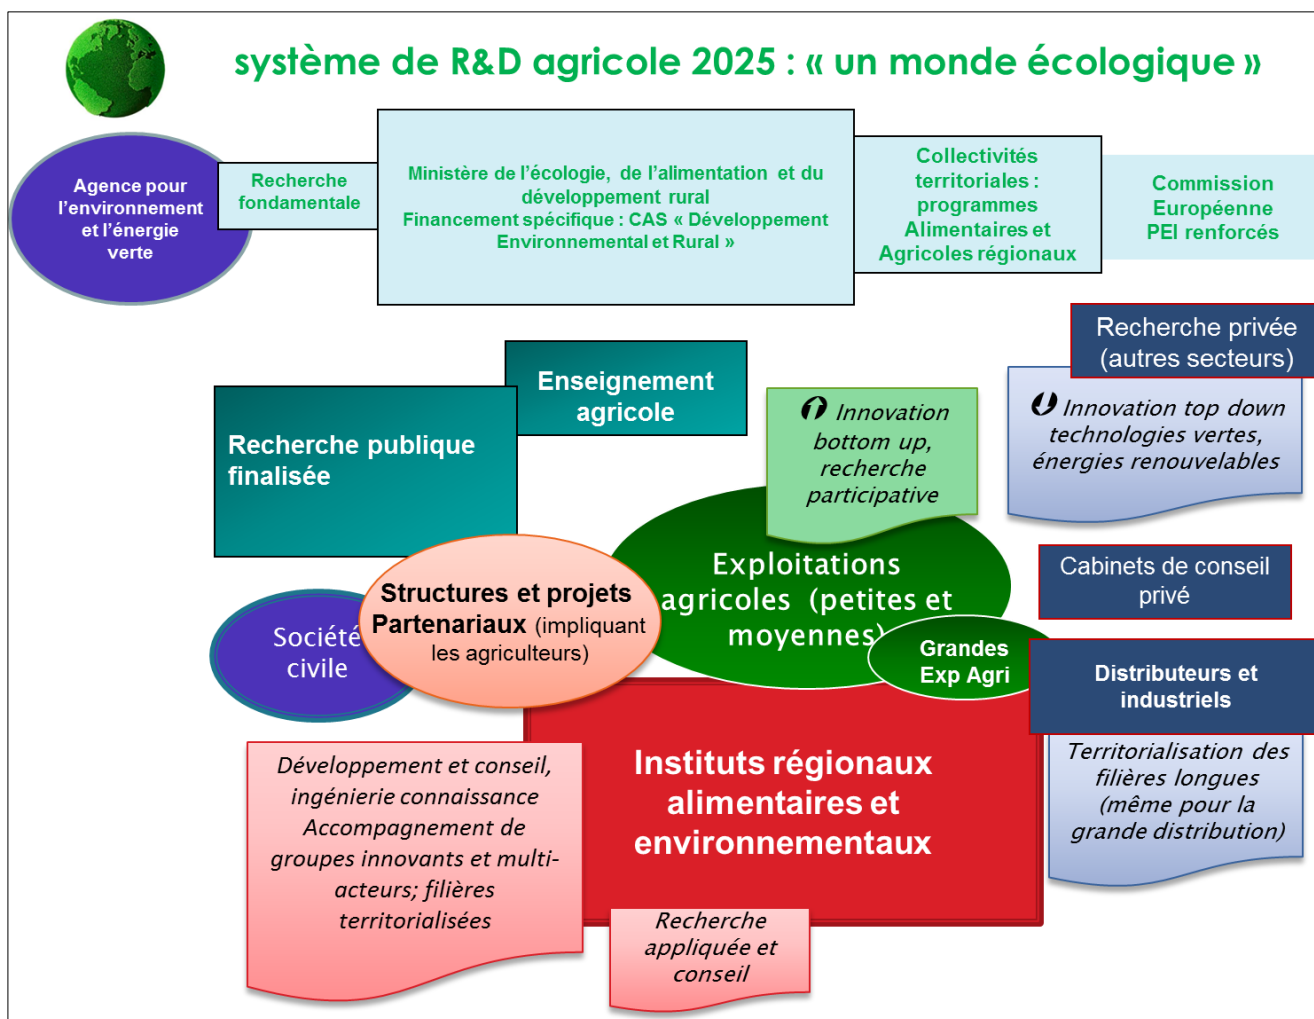 système de R&D agricole 2025 : « un monde écologique »
Agence pour
l'environnement
et l'énergie
verte
Recherche
fondamentale
Ministère de l'écologie, de l'alimentation et du
développement rural
Financement spécifique : CAS « Développement
Environnemental et Rural »
Collectivités
territoriales :
programmes
Alimentaires et
Agricoles régionaux
Commission
Européenne
PEI renforcés
Recherche privée
(autres secteurs)
Enseignement
agricole
Innovation
bottom up,
recherche
participative
Innovation top down
technologies vertes,
énergies renouvelables
Recherche publique
finalisée
Exploitations
agricoles (petites et
moyennes)
Cabinets de conseil
privé
Structures et projets
Partenariaux (impliquant
les agriculteurs)
Société
civile
Grandes
Exp Agri
Distributeurs et
industriels
Instituts régionaux
alimentaires et
environnementaux
Territorialisation des
filières longues
(même pour la
grande distribution)
Développement et conseil,
ingénierie connaissance
Accompagnement de
groupes innovants et multi-
acteurs; filières
territorialisées
Recherche
appliquée et
conseil